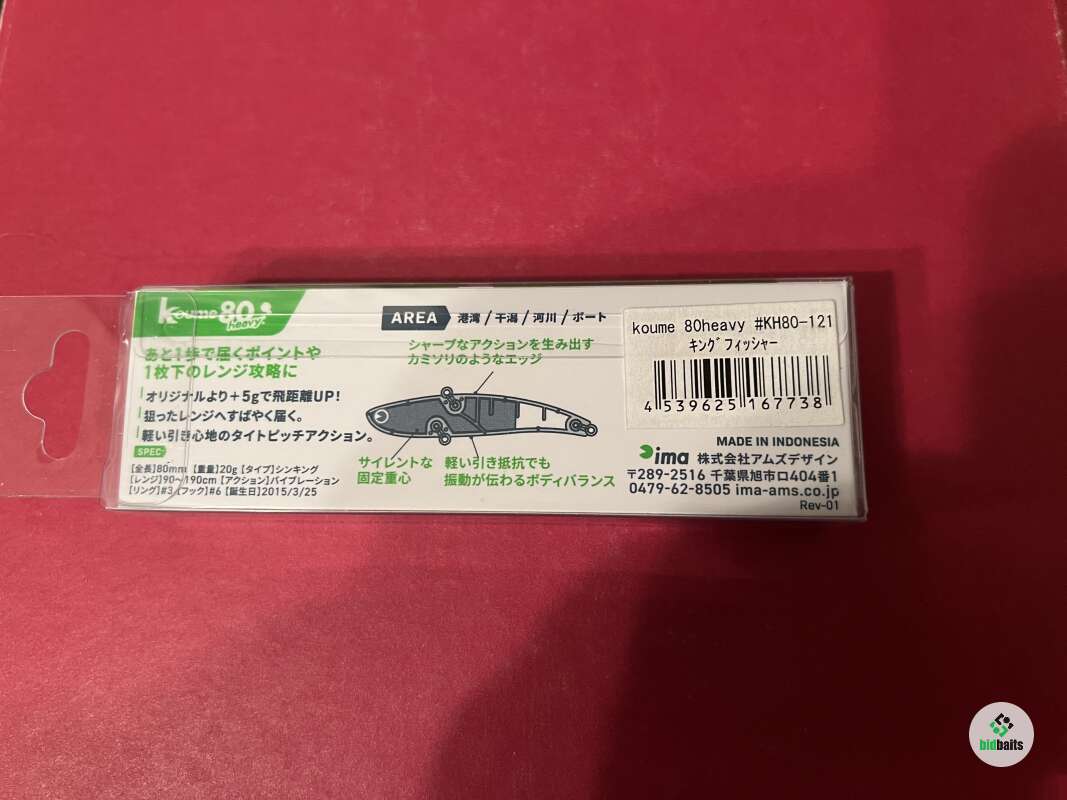 koume 80 heavy
AREA 港湾/干潟/河川/ボート
あと1歩で届くポイントや
1枚下のレンジ攻略に
オリジナルより+5gで飛距離UP!
狙ったレンジへすばやく届く。
軽い引き心地のタイトピッチアクション。
SPEC
【全長】80mm 【重量】20g 【タイプ】シンキング
【レンジ】90〜190cm 【アクション】バイブレーション
【リング】#3 【フック】#6 【誕生日】2015/3/25
シャープなアクションを生み出す
カミソリのようなエッジ
サイレントな
固定重心
軽い引き抵抗でも
振動が伝わるボディバランス
koume 80heavy #KH80-121
キングフィッシャー
4 539625 167738
MADE IN INDONESIA
ima 株式会社アムズデザイン
〒289-2516 千葉県旭市ロ404番1
0479-62-8505 ima-ams.co.jp
Rev-01
bidbaits